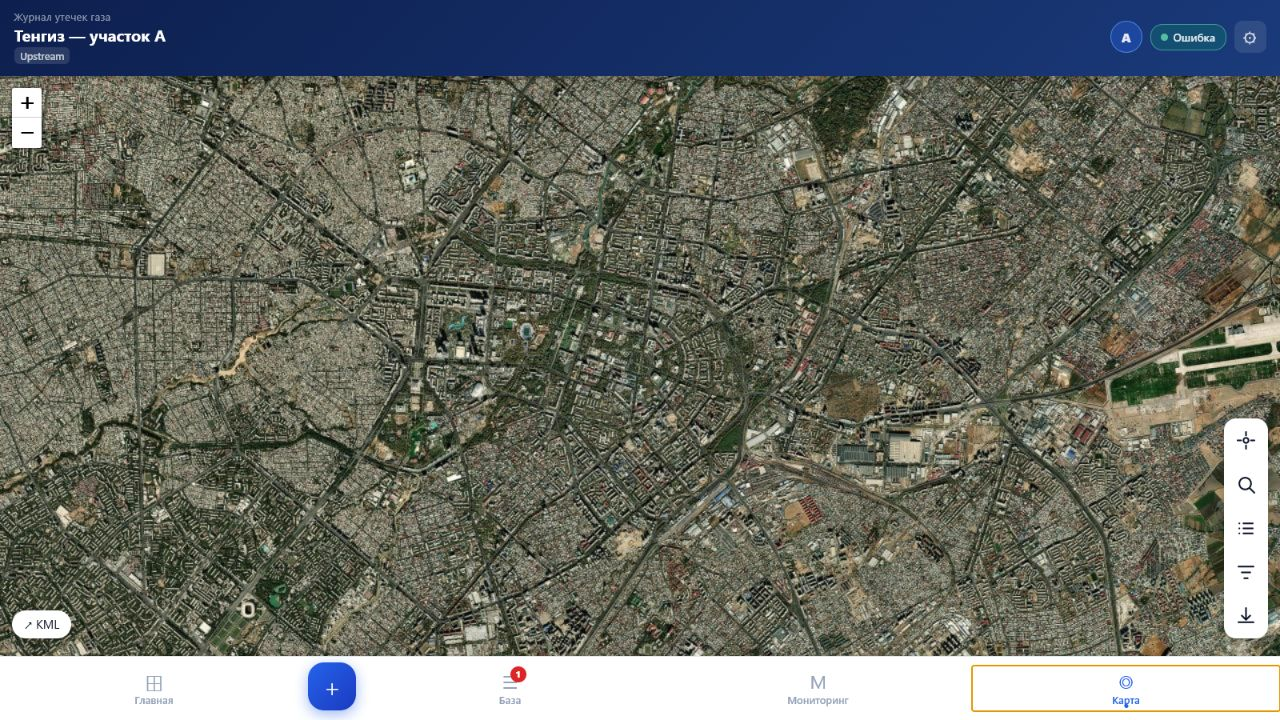 Журнал утечек газа
Тенгиз — участок А
Upstream
А
Ошибка
+
−
↗ KML
Главная
+
База
1
М
Мониторинг
Карта